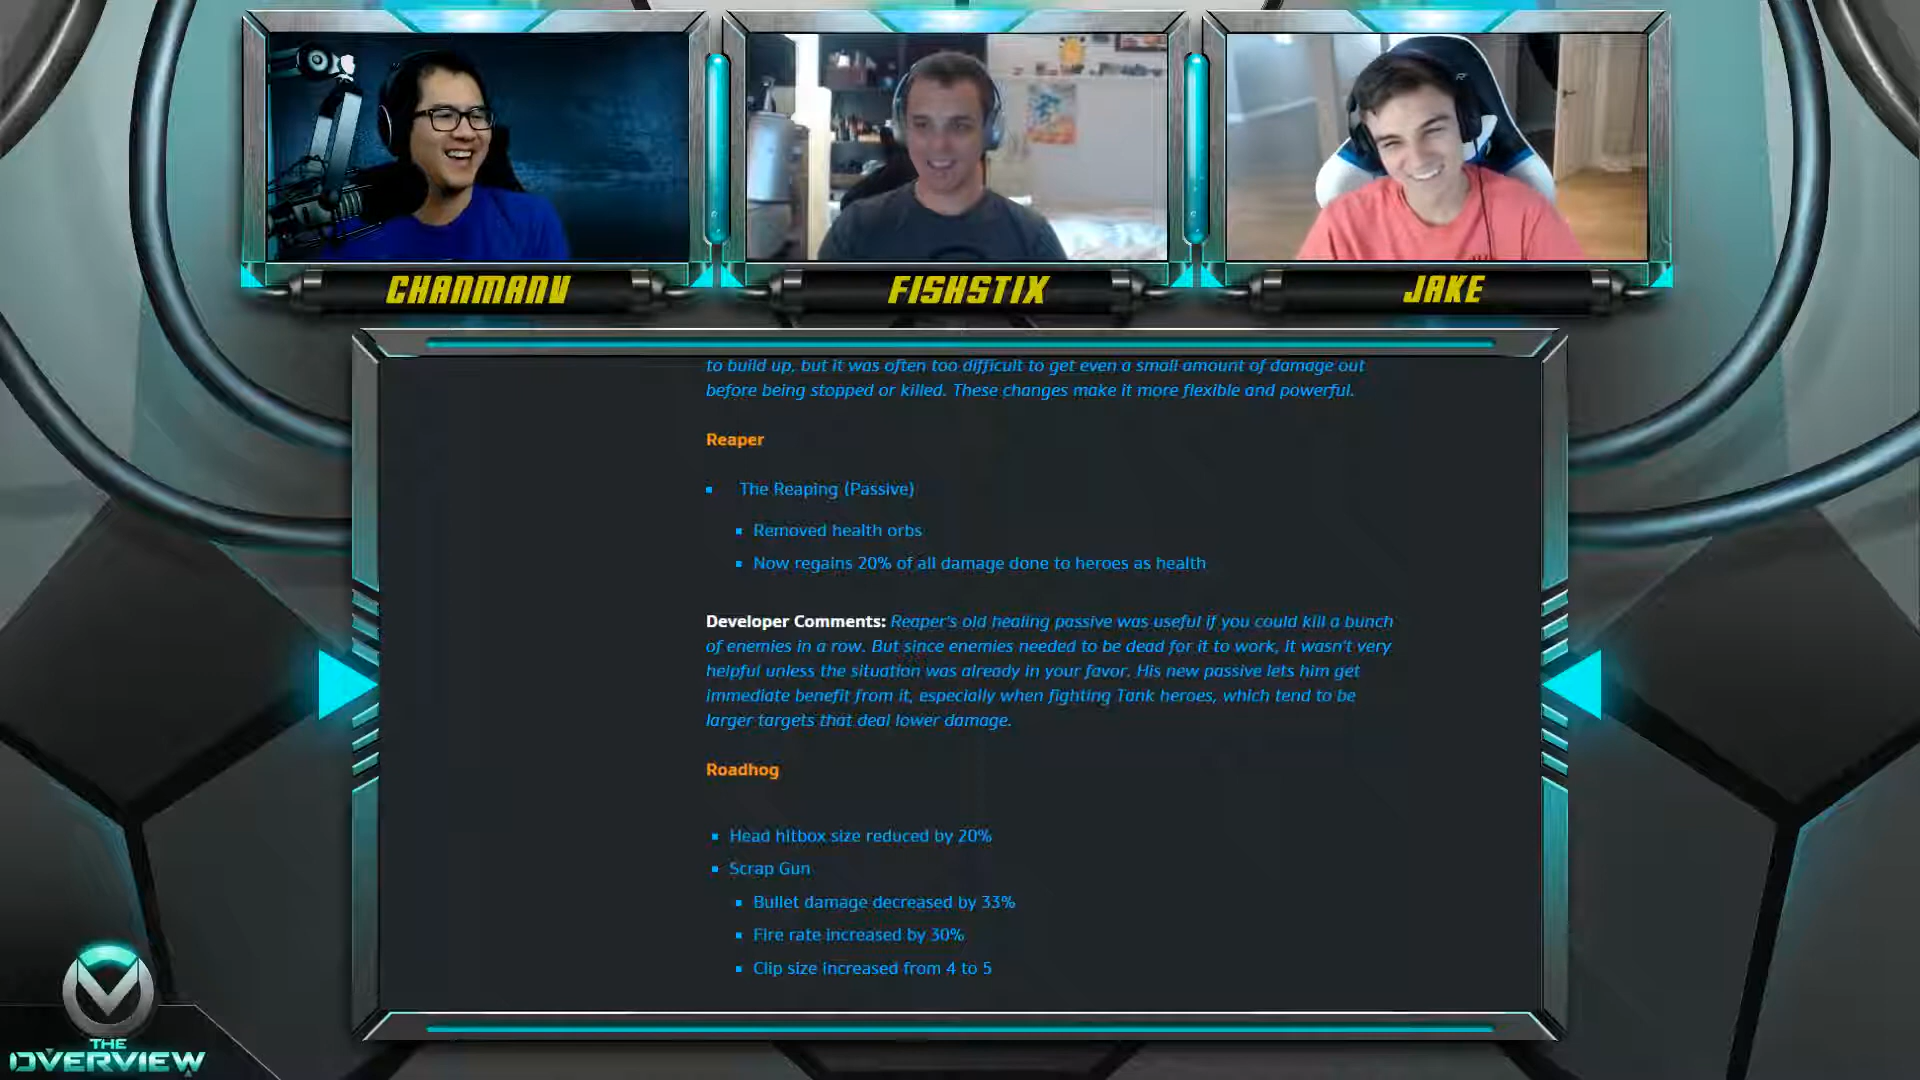 CHANMANV
FISHSTIX
JAKE
to build up, but it was often too difficult to get even a small amount of damage out
before being stopped or killed. These changes make it more flexible and powerful.
Reaper
The Reaping (Passive)
Removed health orbs
Now regains 20% of all damage done to heroes as health
Developer Comments: Reaper's old healing passive was useful if you could kill a bunch
of enemies in a row. But since enemies needed to be dead for it to work, it wasn't very
helpful unless the situation was already in your favor. His new passive lets him get
immediate benefit from it, especially when fighting Tank heroes, which tend to be
larger targets that deal lower damage.
Roadhog
Head hitbox size reduced by 20%
Scrap Gun
Bullet damage decreased by 33%
Fire rate increased by 30%
Clip size increased from 4 to 5
THE
OVERVIEW